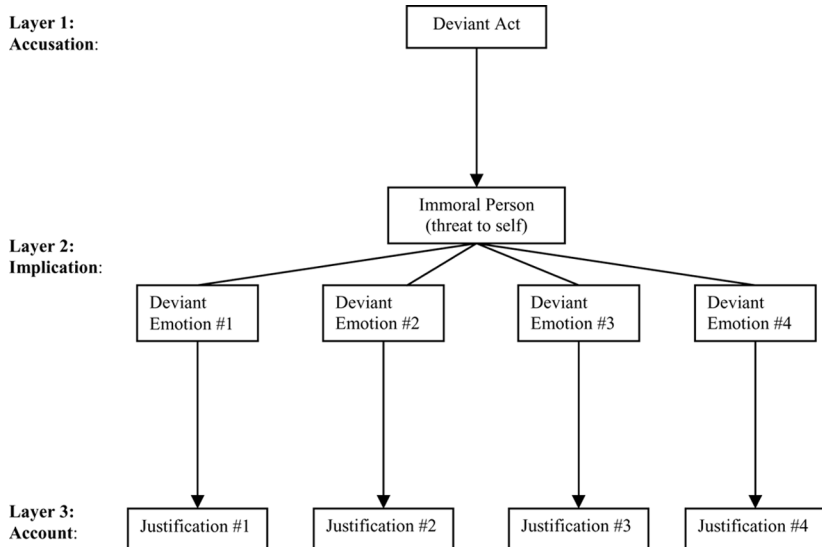 Layer 1:
Accusation:
Deviant Act
Immoral Person
(threat to self)
Layer 2:
Implication:
Deviant
Emotion #1
Deviant
Emotion #2
Deviant
Emotion #3
Deviant
Emotion #4
Layer 3:
Account:
Justification #1
Justification #2
Justification #3
Justification #4